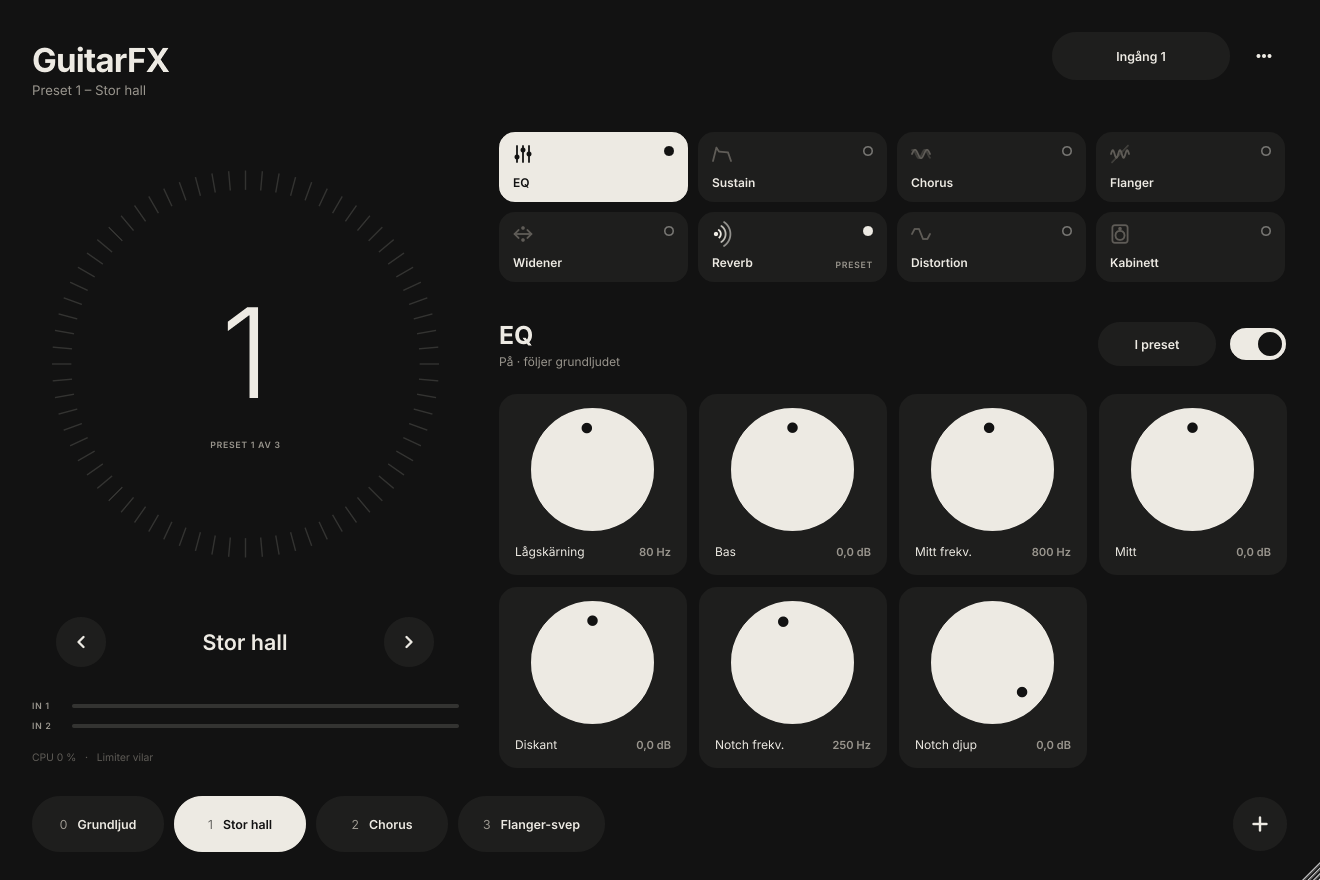 GuitarFX
Preset 1 – Stor hall
Ingång 1
EQ
Sustain
Chorus
Flanger
Widener
Reverb
PRESET
Distortion
Kabinett
1
PRESET 1 AV 3
EQ
På · följer grundljudet
I preset
Lågskärning 80 Hz
Bas 0,0 dB
Mitt frekv. 800 Hz
Mitt 0,0 dB
Diskant 0,0 dB
Notch frekv. 250 Hz
Notch djup 0,0 dB
Stor hall
IN 1
IN 2
CPU 0 % · Limiter vilar
0 Grundljud
1 Stor hall
2 Chorus
3 Flanger-svep